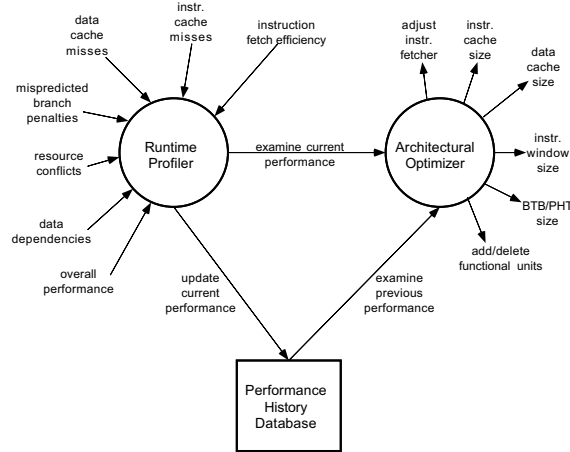 data
cache
misses
instr.
cache
misses
instruction
fetch efficiency
adjust
instr.
fetcher
instr.
cache
size
data
cache
size
mispredicted
branch
penalties
Runtime
Profiler
examine current
performance
Architectural
Optimizer
instr.
window
size
resource
conflicts
BTB/PHT
size
data
dependencies
add/delete
functional units
overall
performance
update
current
performance
examine
previous
performance
Performance
History
Database